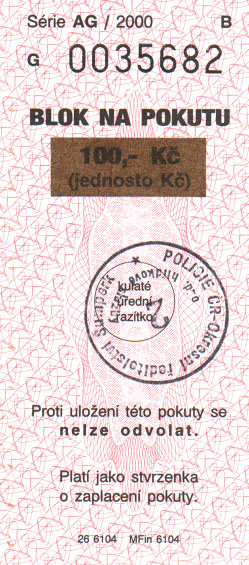 Série AG / 2000 B
G 0035682
BLOK NA POKUTU
100,- Kč
(jednosto Kč)
kulaté
úřední
razítko
POLICIE ČR-Okresní ředitelství Šumperk
2
Proti uložení této pokuty se
nelze odvolat.
Platí jako stvrzenka
o zaplacení pokuty.
26 6104 MFin 6104